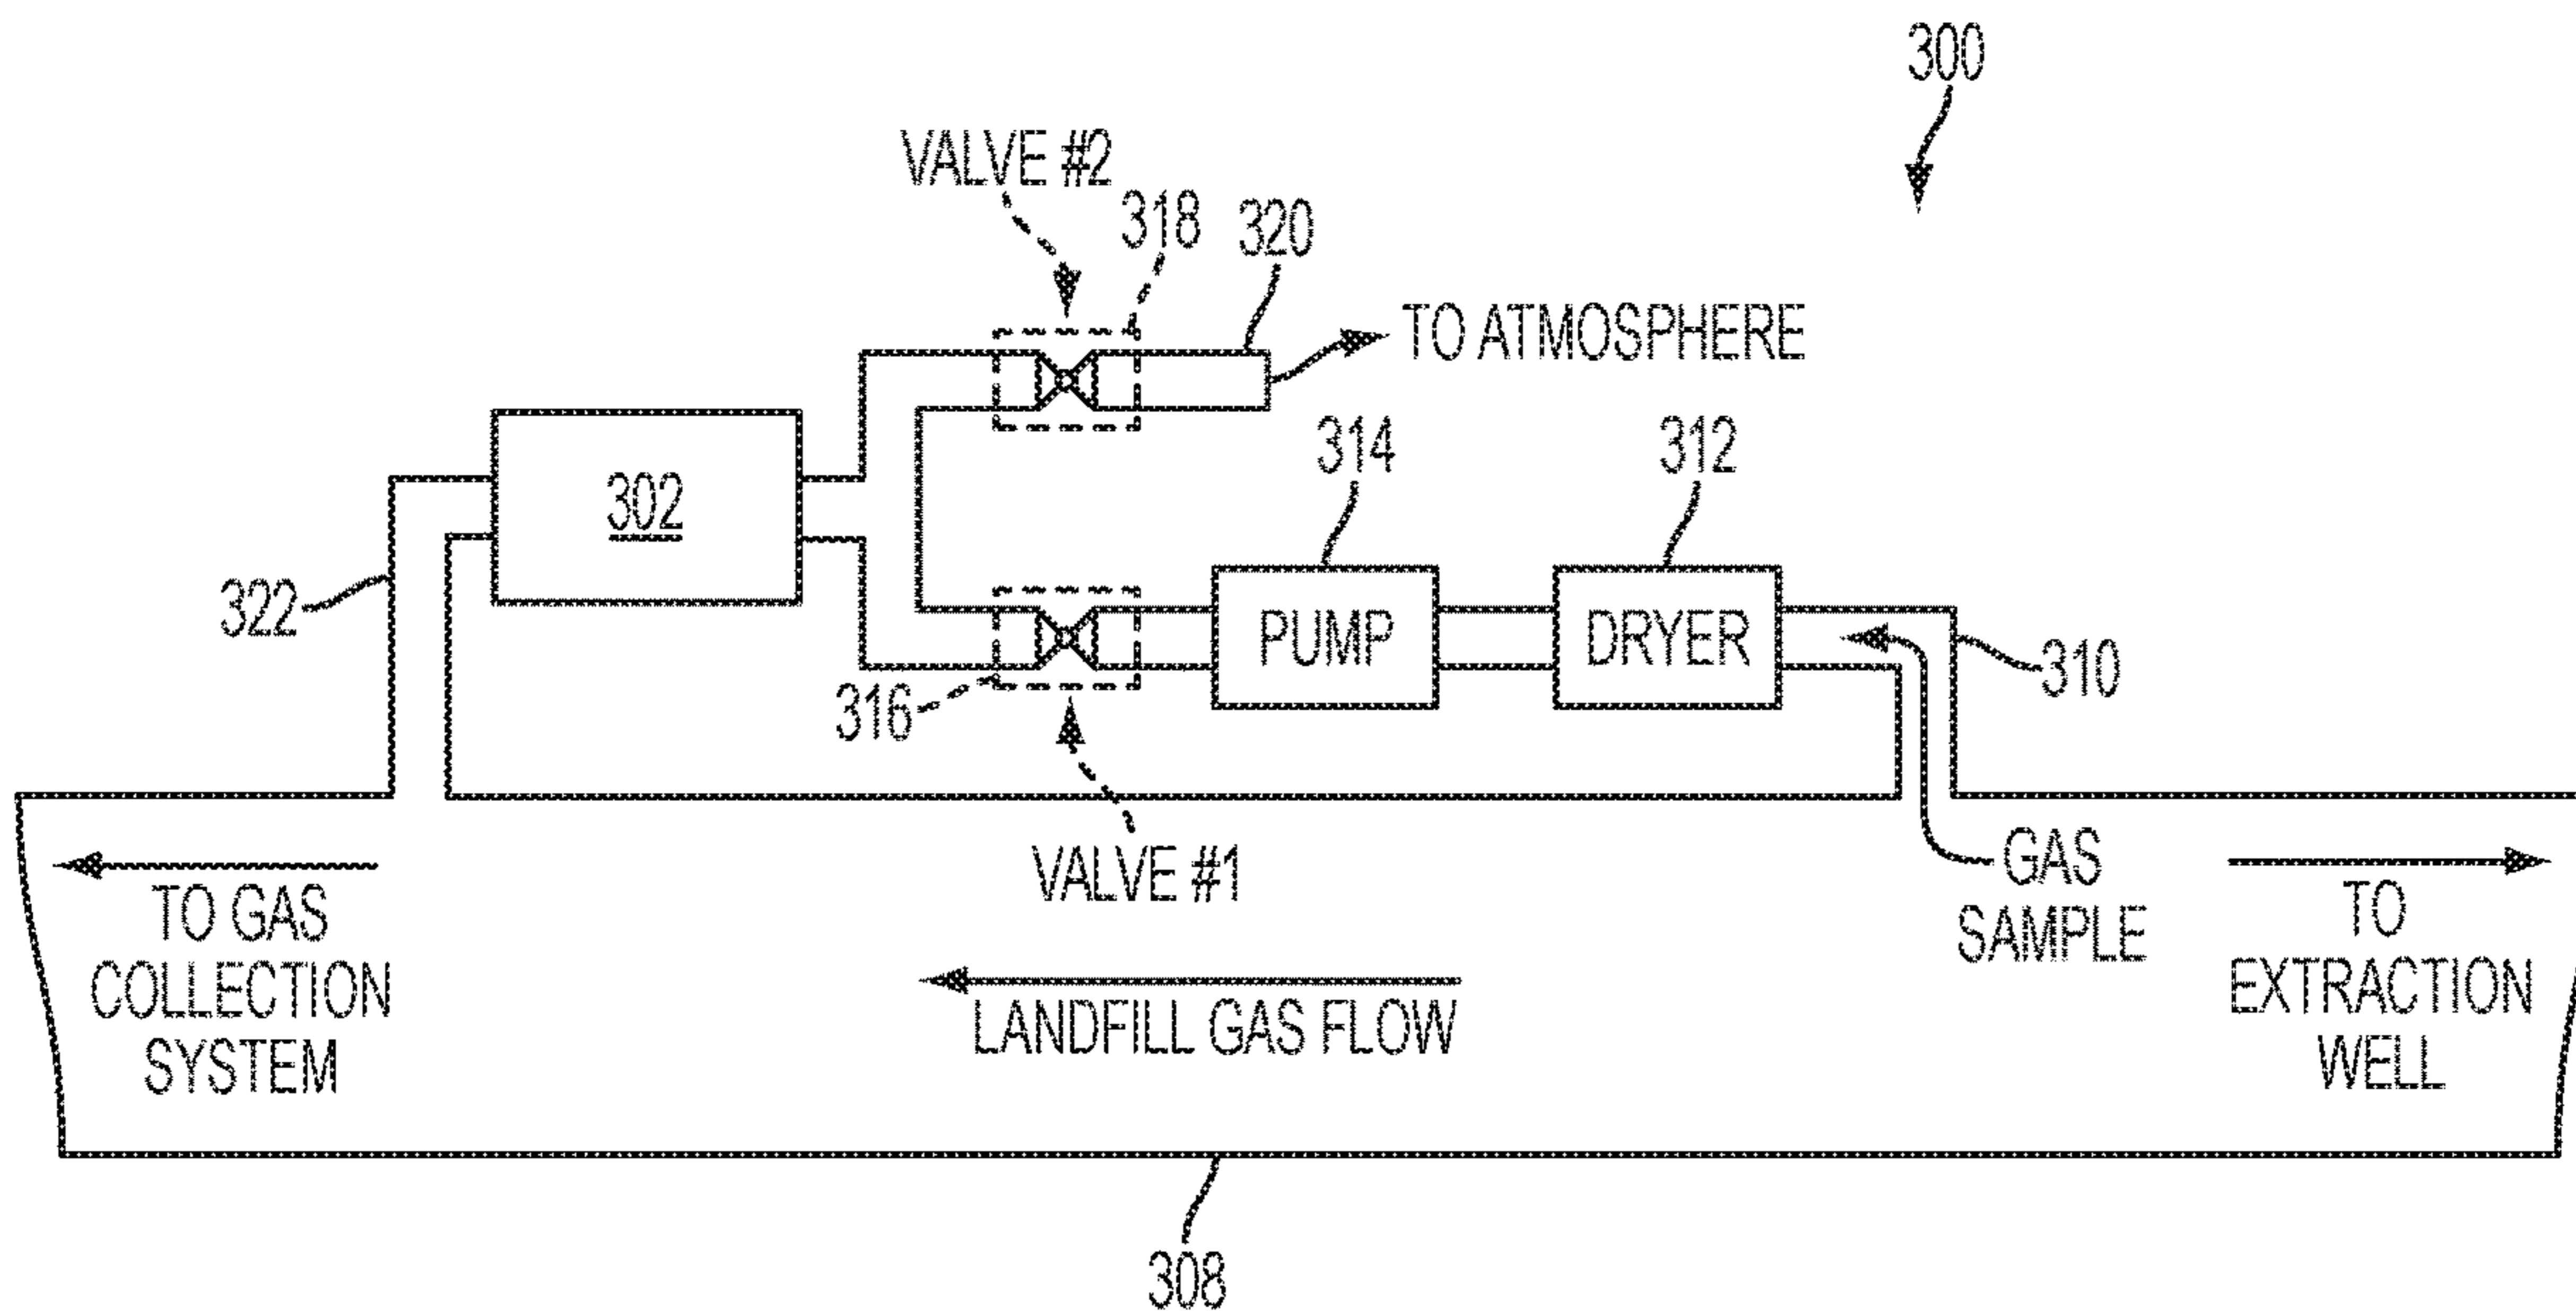 300
VALVE #2
318
320
TO ATMOSPHERE
314
312
302
322
PUMP
DRYER
310
316
VALVE #1
GAS
SAMPLE
TO GAS
COLLECTION
SYSTEM
TO
EXTRACTION
WELL
LANDFILL GAS FLOW
308